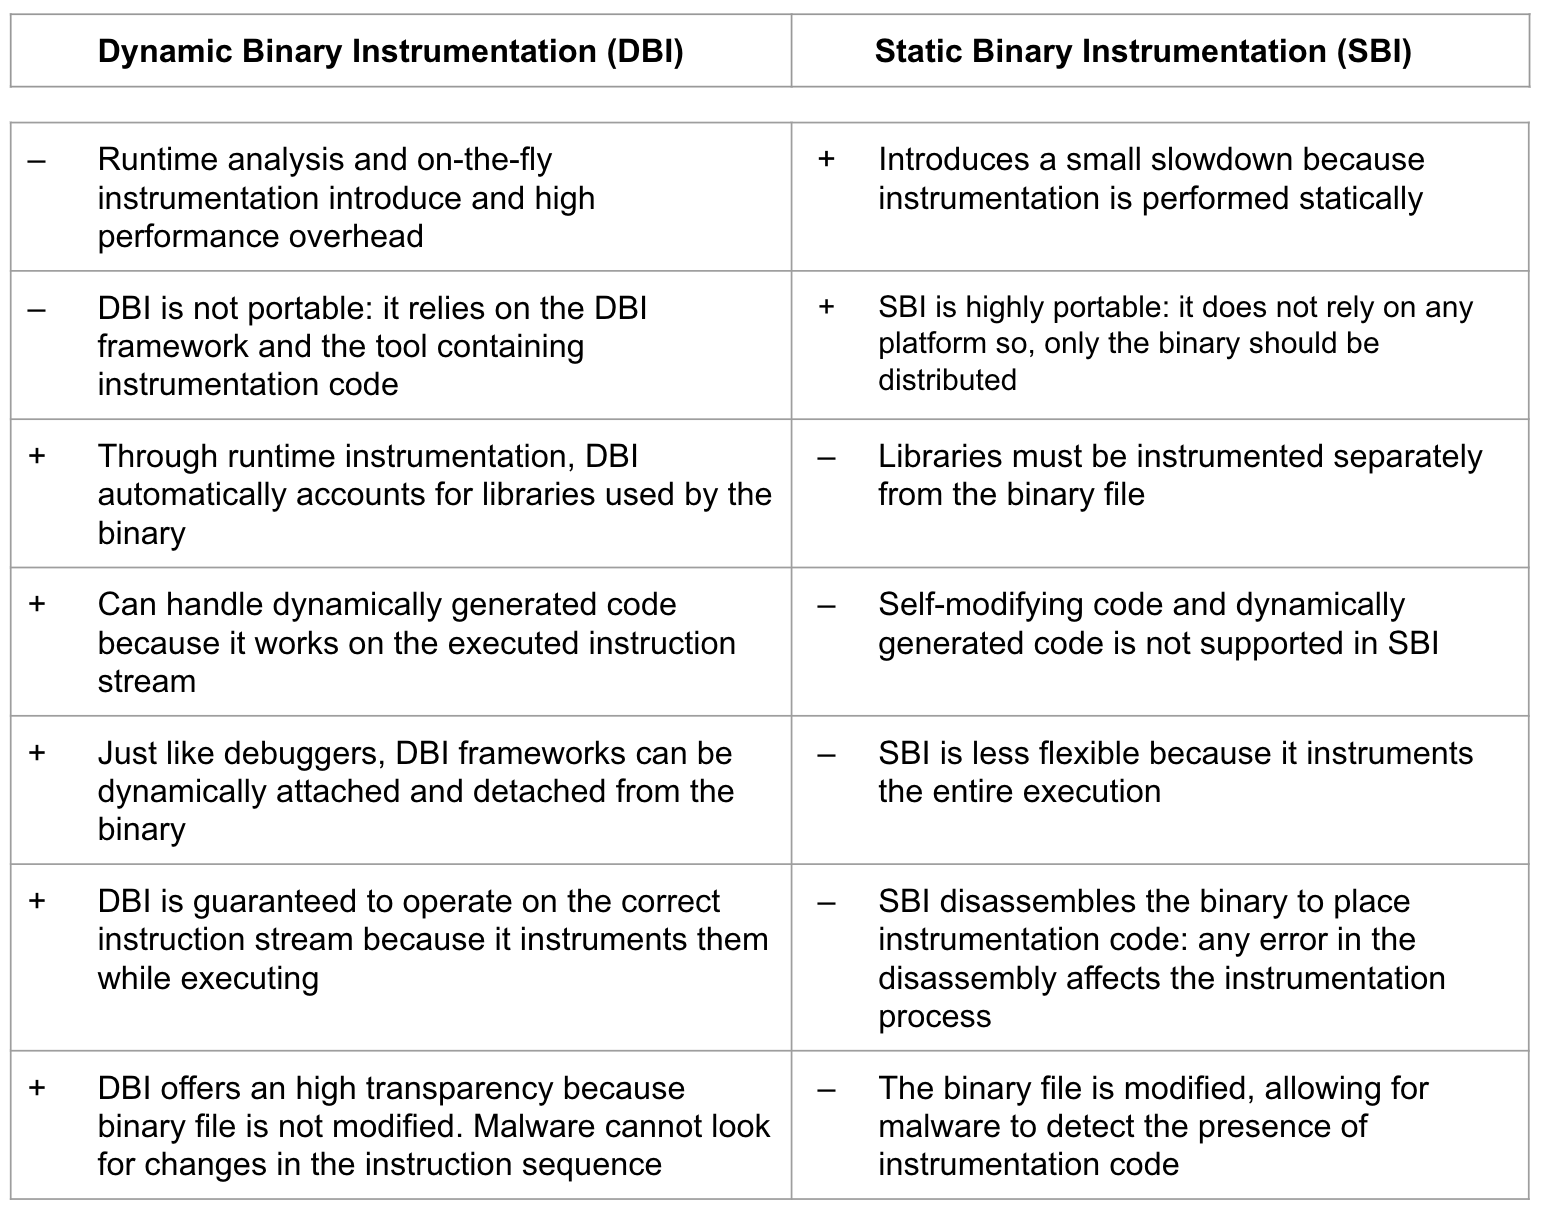 Dynamic Binary Instrumentation (DBI)
Static Binary Instrumentation (SBI)
– Runtime analysis and on-the-fly
instrumentation introduce and high
performance overhead
+ Introduces a small slowdown because
instrumentation is performed statically
– DBI is not portable: it relies on the DBI
framework and the tool containing
instrumentation code
+ SBI is highly portable: it does not rely on any
platform so, only the binary should be
distributed
+ Through runtime instrumentation, DBI
automatically accounts for libraries used by the
binary
– Libraries must be instrumented separately
from the binary file
+ Can handle dynamically generated code
because it works on the executed instruction
stream
– Self-modifying code and dynamically
generated code is not supported in SBI
+ Just like debuggers, DBI frameworks can be
dynamically attached and detached from the
binary
– SBI is less flexible because it instruments
the entire execution
+ DBI is guaranteed to operate on the correct
instruction stream because it instruments them
while executing
– SBI disassembles the binary to place
instrumentation code: any error in the
disassembly affects the instrumentation
process
+ DBI offers an high transparency because
binary file is not modified. Malware cannot look
for changes in the instruction sequence
– The binary file is modified, allowing for
malware to detect the presence of
instrumentation code